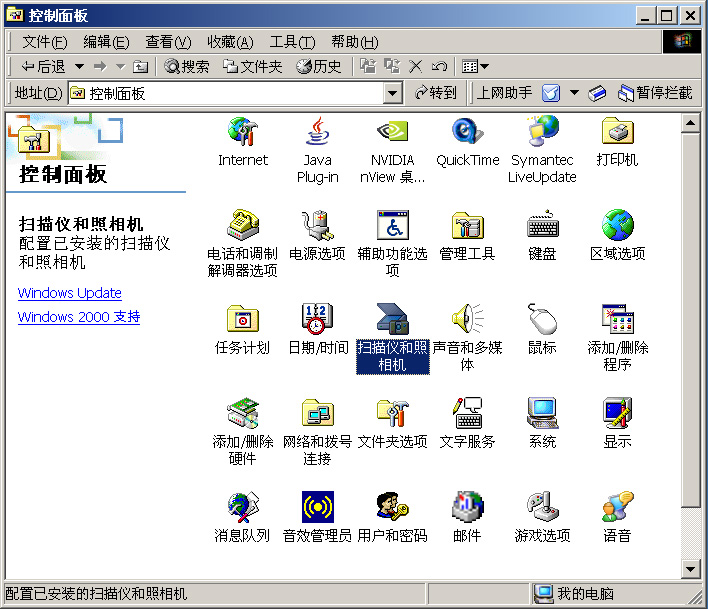 控制面板
文件(F) 编辑(E) 查看(V) 收藏(A) 工具(T) 帮助(H)
后退 搜索 文件夹 历史
地址(D) 控制面板 转到 上网助手 暂停拦截
控制面板
扫描仪和照相机
配置已安装的扫描仪
和照相机
Windows Update
Windows 2000 支持
Internet
Java
Plug-in
NVIDIA
nView 桌...
QuickTime
Symantec
LiveUpdate
打印机
电话和调制
解调器选项
电源选项
辅助功能选
项
管理工具
键盘
区域选项
任务计划
日期/时间
扫描仪和照
相机
声音和多媒
体
鼠标
添加/删除
程序
添加/删除
硬件
网络和拨号
连接
文件夹选项
文字服务
系统
显示
消息队列
音效管理员
用户和密码
邮件
游戏选项
语音
配置已安装的扫描仪和照相机 我的电脑